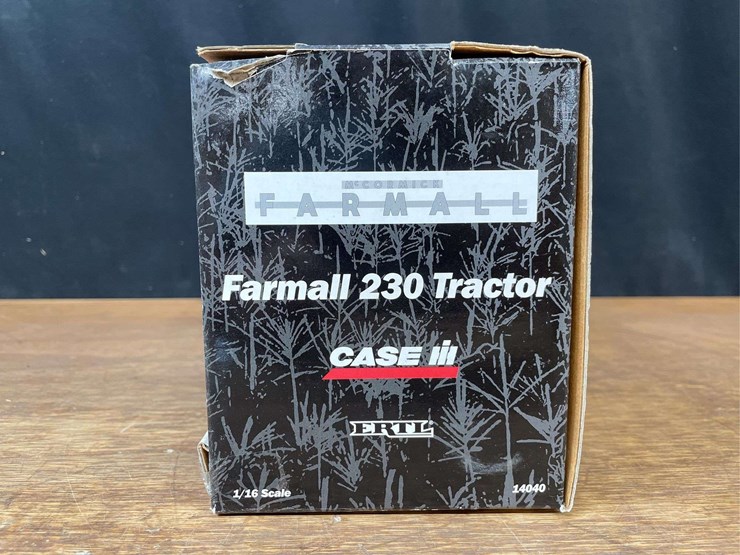 McCORMICK
FARMALL
Farmall 230 Tractor
CASE IH
ERTL®
1/16 Scale
14040